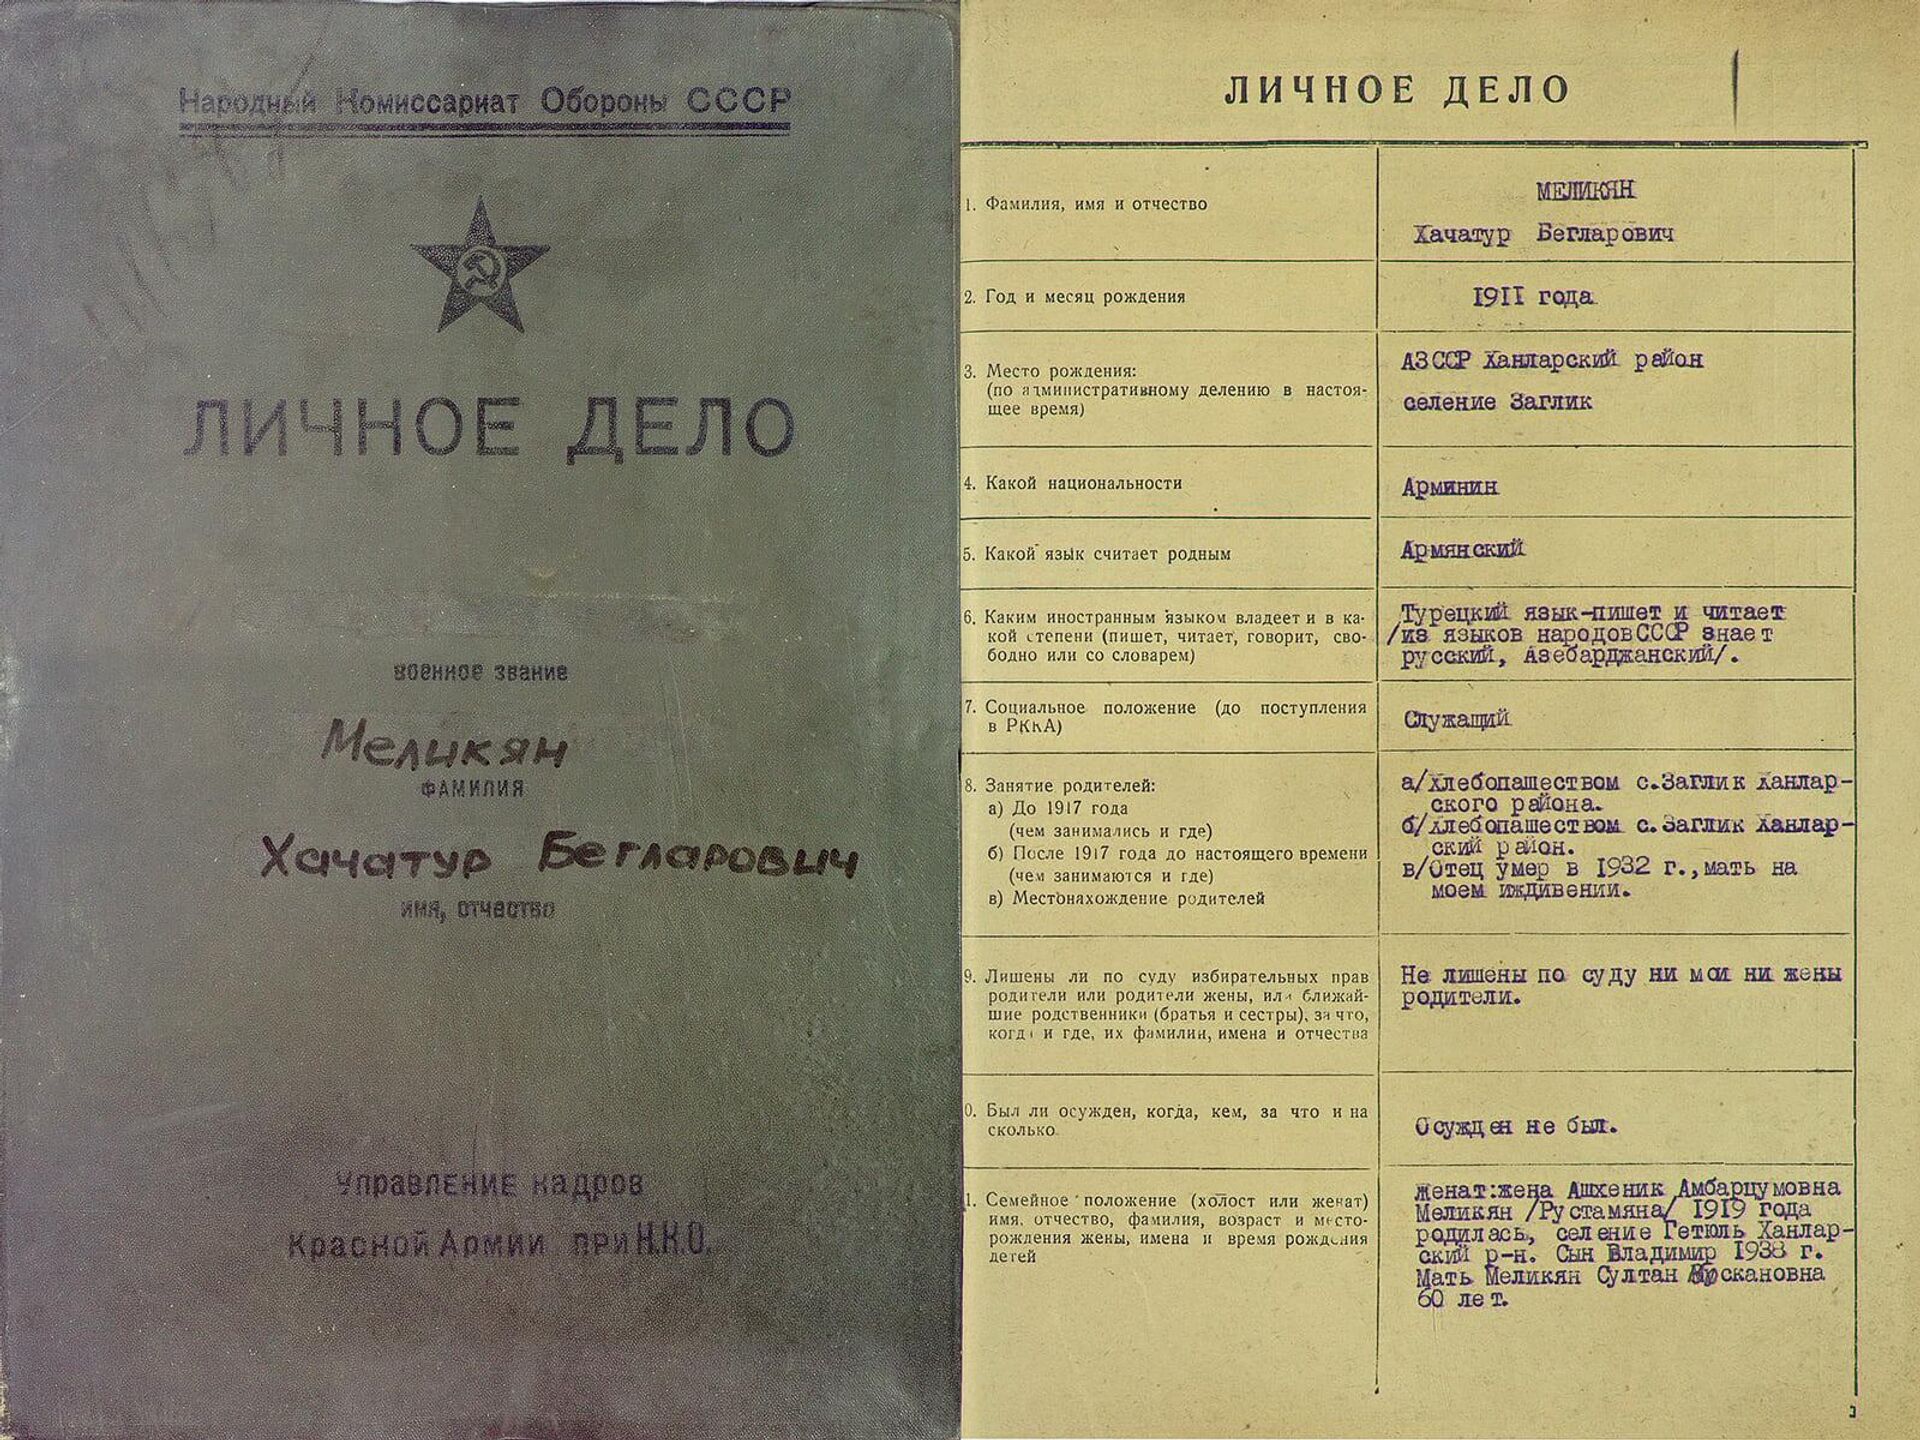 Народный Комиссариат Обороны СССР
ЛИЧНОЕ ДЕЛО
военное звание
Меликян
ФАМИЛИЯ
Хачатур Бегларович
имя, отчество
Управление кадров
Красной Армии при Н.К.О.
ЛИЧНОЕ ДЕЛО
1. Фамилия, имя и отчество
МЕЛИКЯН
Хачатур Бегларович
2. Год и месяц рождения
19II года
3. Место рождения:
(по административному делению в настоя-
щее время)
АЗССР Ханларский район
селение Заглик
4. Какой национальности
Арминин
5. Какой язык считает родным
Армянский
6. Каким иностранным языком владеет и в ка-
кой степени (пишет, читает, говорит, сво-
бодно или со словарем)
Турецкий язык-пишет и читает
/из языков народовСССР знает
русский, Азебарджанский/.
7. Социальное положение (до поступления
в РККА)
Служащий
8. Занятие родителей:
а) До 1917 года
(чем занимались и где)
б) После 1917 года до настоящего времени
(чем занимаются и где)
в) Местонахождение родителей
а/Хлебопашеством с.Заглик Ханлар-
ского района.
б/Хлебопашеством с.Заглик Ханлар-
ский район.
в/Отец умер в 1932 г.,мать на
моем иждивении.
9. Лишены ли по суду избирательных прав
родители или родители жены, или ближай-
шие родственники (братья и сестры), за что,
когда и где, их фамилии, имена и отчества
Не лишены по суду ни мои ни жены
родители.
0. Был ли осужден, когда, кем, за что и на
сколько
Осужден не был.
1. Семейное положение (холост или женат)
имя, отчество, фамилия, возраст и место-
рождения жены, имена и время рождения
детей
Женат:жена Ашхеник Амбарцумовна
Меликян /Рустамяна/ 1919 года
родилась, селение Гетюль Ханлар-
ский р-н. Сын Владимир 1938 г.
Мать Меликян Султан
60 лет.
3